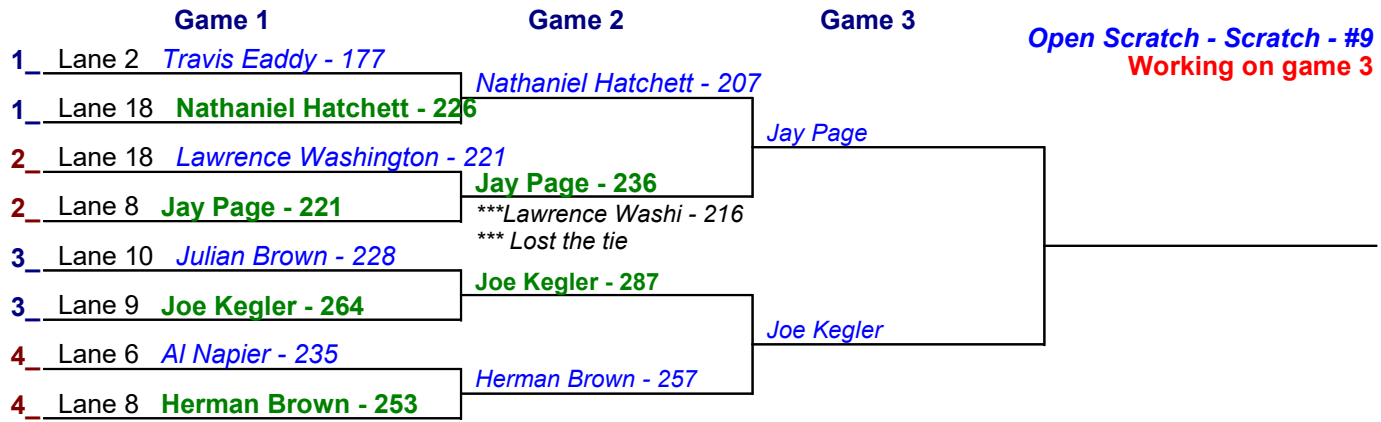 Game 1 Game 2 Game 3
Open Scratch - Scratch - #9
Working on game 3
1_ Lane 2 Travis Eaddy - 177
1_ Lane 18 Nathaniel Hatchett - 226
2_ Lane 18 Lawrence Washington - 221
2_ Lane 8 Jay Page - 221
3_ Lane 10 Julian Brown - 228
3_ Lane 9 Joe Kegler - 264
4_ Lane 6 Al Napier - 235
4_ Lane 8 Herman Brown - 253
Nathaniel Hatchett - 207
Jay Page - 236
***Lawrence Washi - 216
*** Lost the tie
Joe Kegler - 287
Herman Brown - 257
Jay Page
Joe Kegler